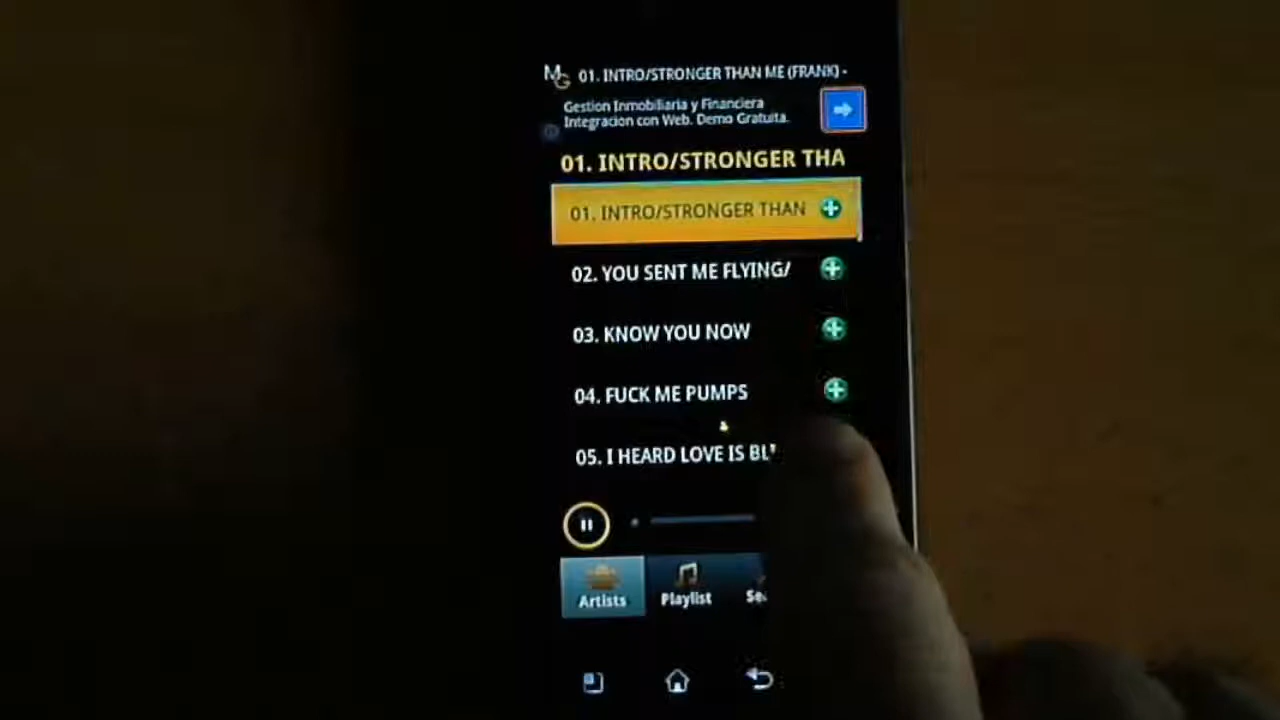 MG 01. INTRO/STRONGER THAN ME (FRANK) -
Gestion Inmobiliaria y Financiera
Integracion con Web. Demo Gratuita.
01. INTRO/STRONGER THA
01. INTRO/STRONGER THAN
02. YOU SENT ME FLYING/
03. KNOW YOU NOW
04. FUCK ME PUMPS
05. I HEARD LOVE IS
Artists Playlist